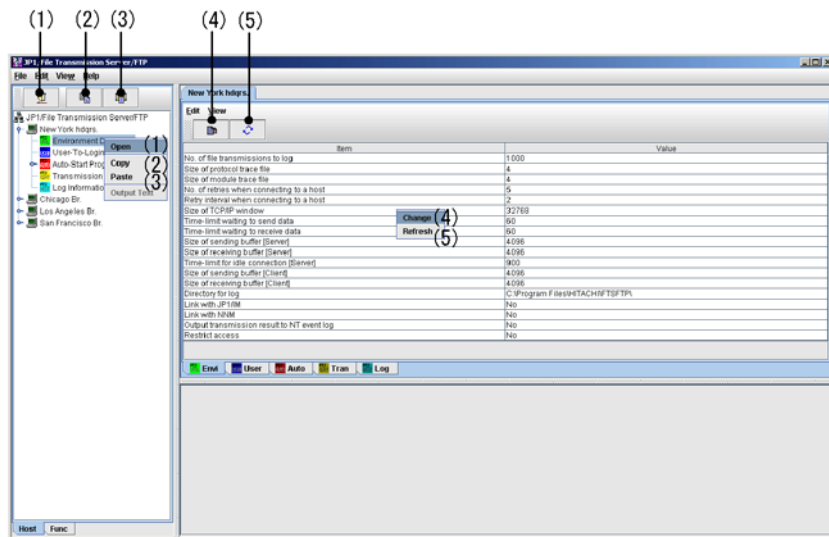 (1) (2) (3) (4) (5)
JP1/File Transmission Server/FTP
File Edit View Help
New York hdqrs.
Edit View
JP1/File Transmission Server/FTP
New York hdqrs.
Environment
User-To-Login
Auto-Start Prog
Transmission
Log Informatio
Chicago Br.
Los Angeles Br.
San Francisco Br.
Open (1)
Copy (2)
Paste (3)
Output Text
Item Value
No. of file transmissions to log 1000
Size of protocol trace file 4
Size of module trace file 4
No. of retries when connecting to a host 5
Retry interval when connecting to a host 2
Size of TCP/IP window 32768
Time-limit waiting to send data 60
Time-limit waiting to receive data 60
Size of sending buffer [Server] 4096
Size of receiving buffer [Server] 4096
Time-limit for idle connection [Server] 900
Size of sending buffer [Client] 4096
Size of receiving buffer [Client] 4096
Directory for log C:\Program Files\HITACHI\FTSFTP\
Link with JP1/IM No
Link with NNM No
Output transmission result to NT event log No
Restrict access No
Change (4)
Refresh (5)
Envi User Auto Tran Log
Host Func